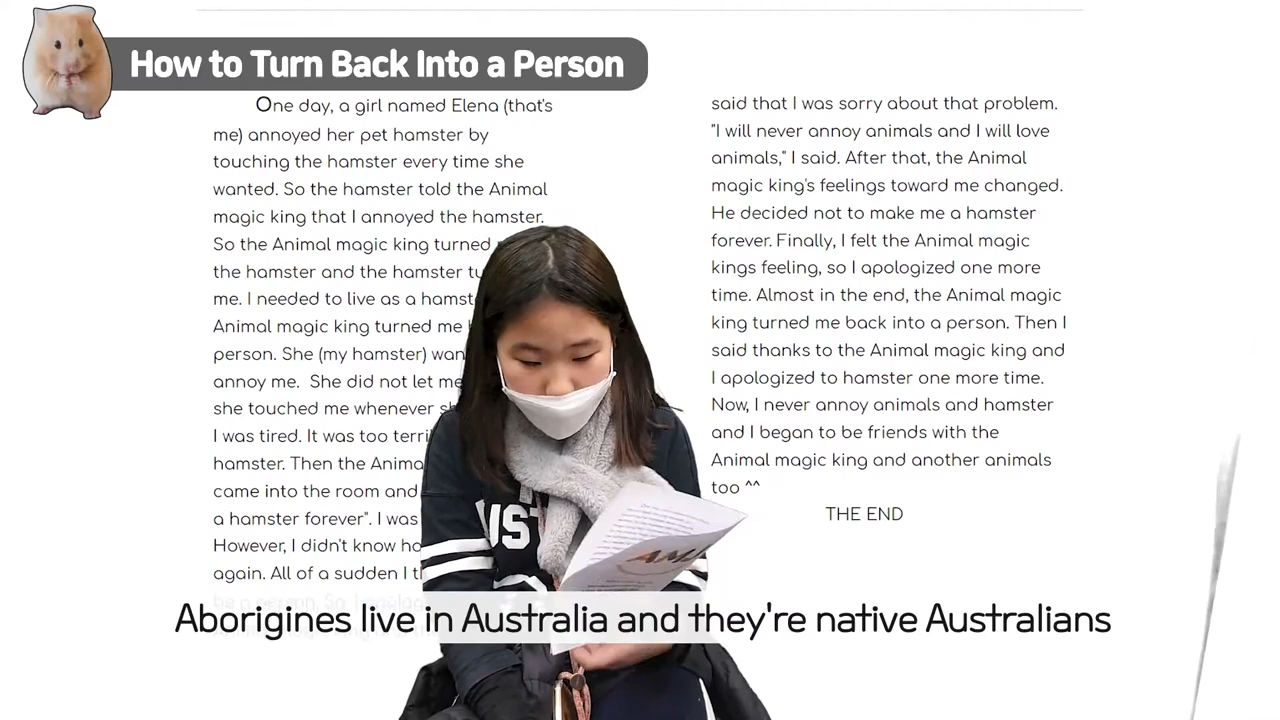 How to Turn Back Into a Person
One day, a girl named Elena (that's
me) annoyed her pet hamster by
touching the hamster every time she
wanted. So the hamster told the Animal
magic king that I annoyed the hamster.
So the Animal magic king turned
the hamster and the hamster
me. I needed to live as a
Animal magic king turned me
person. She (my hamster)
annoy me. She did not let me
she touched me whenever
I was tired. It was too
hamster. Then the
came into the room and
a hamster forever". I was
However, I didn't know
again. All of a sudden I
said that I was sorry about that problem.
"I will never annoy animals and I will love
animals," I said. After that, the Animal
magic king's feelings toward me changed.
He decided not to make me a hamster
forever. Finally, I felt the Animal magic
kings feeling, so I apologized one more
time. Almost in the end, the Animal magic
king turned me back into a person. Then I
said thanks to the Animal magic king and
I apologized to hamster one more time.
Now, I never annoy animals and hamster
and I began to be friends with the
Animal magic king and another animals
too ^^
THE END
UST
Aborigines live in Australia and they're native Australians